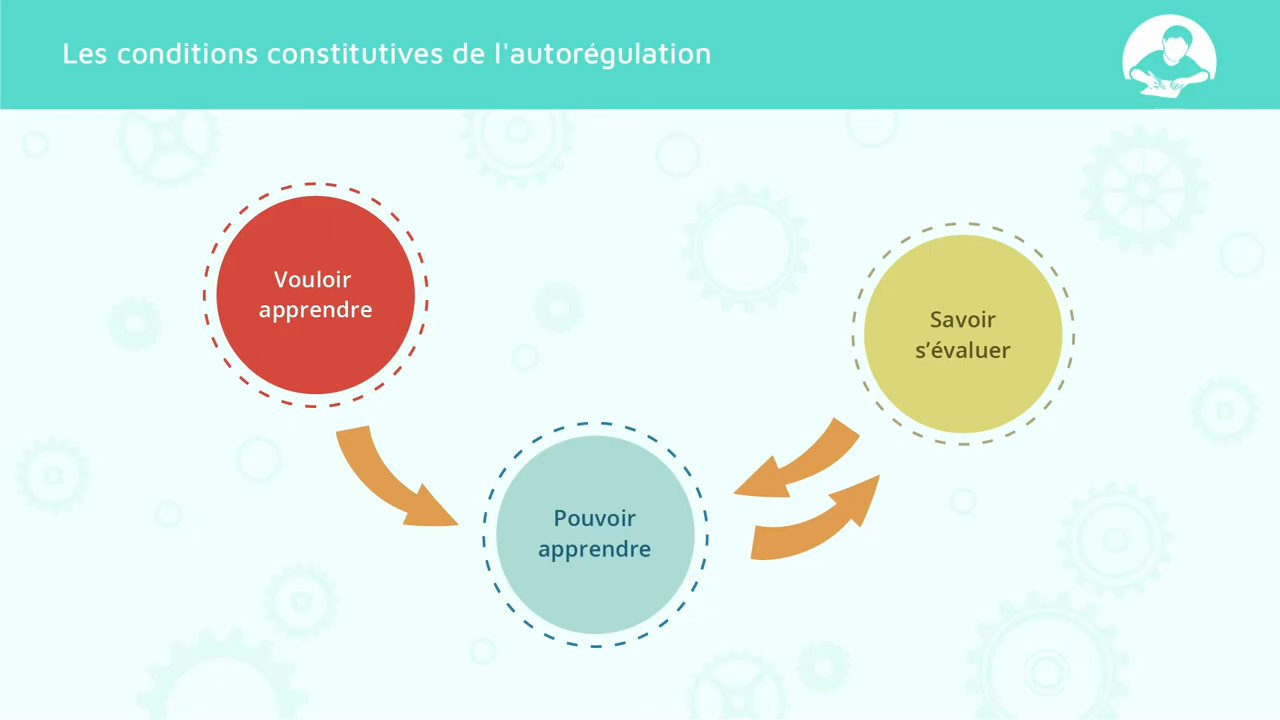 Les conditions constitutives de l'autorégulation
Vouloir
apprendre
Savoir
s’évaluer
Pouvoir
apprendre